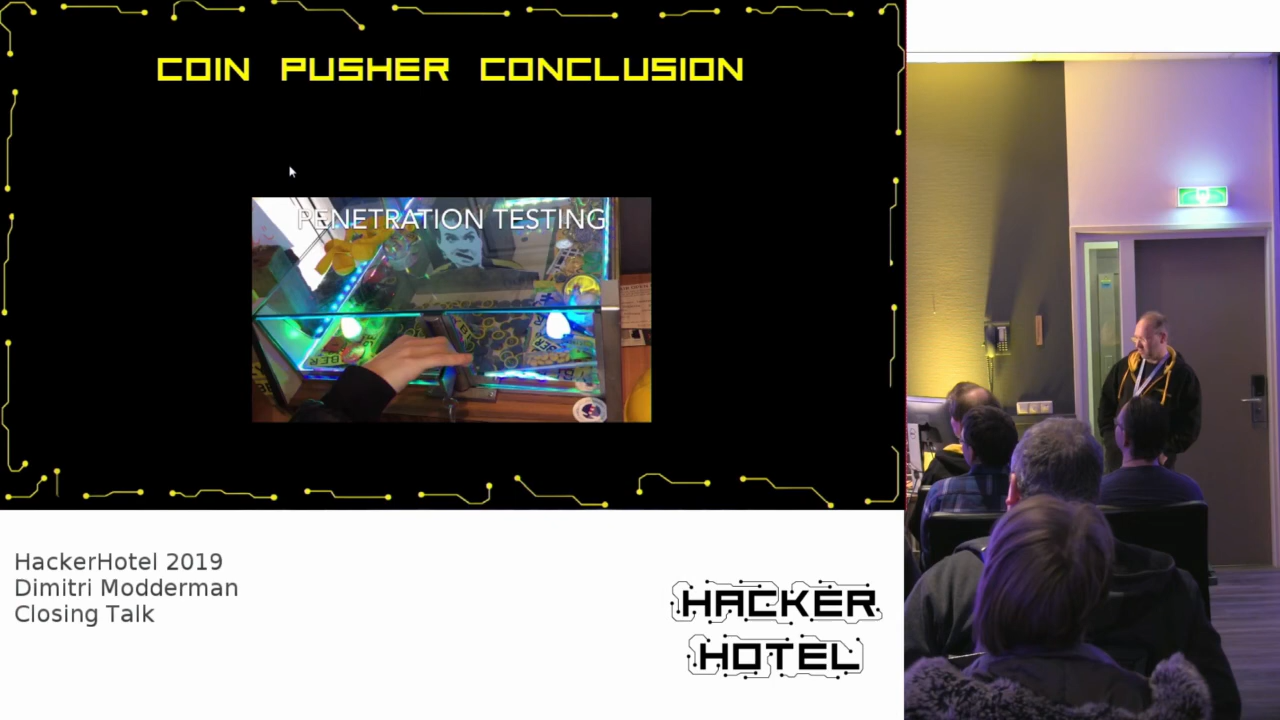 COIN PUSHER CONCLUSION
PENETRATION TESTING
HackerHotel 2019
Dimitri Modderman
Closing Talk
HACKER
HOTEL